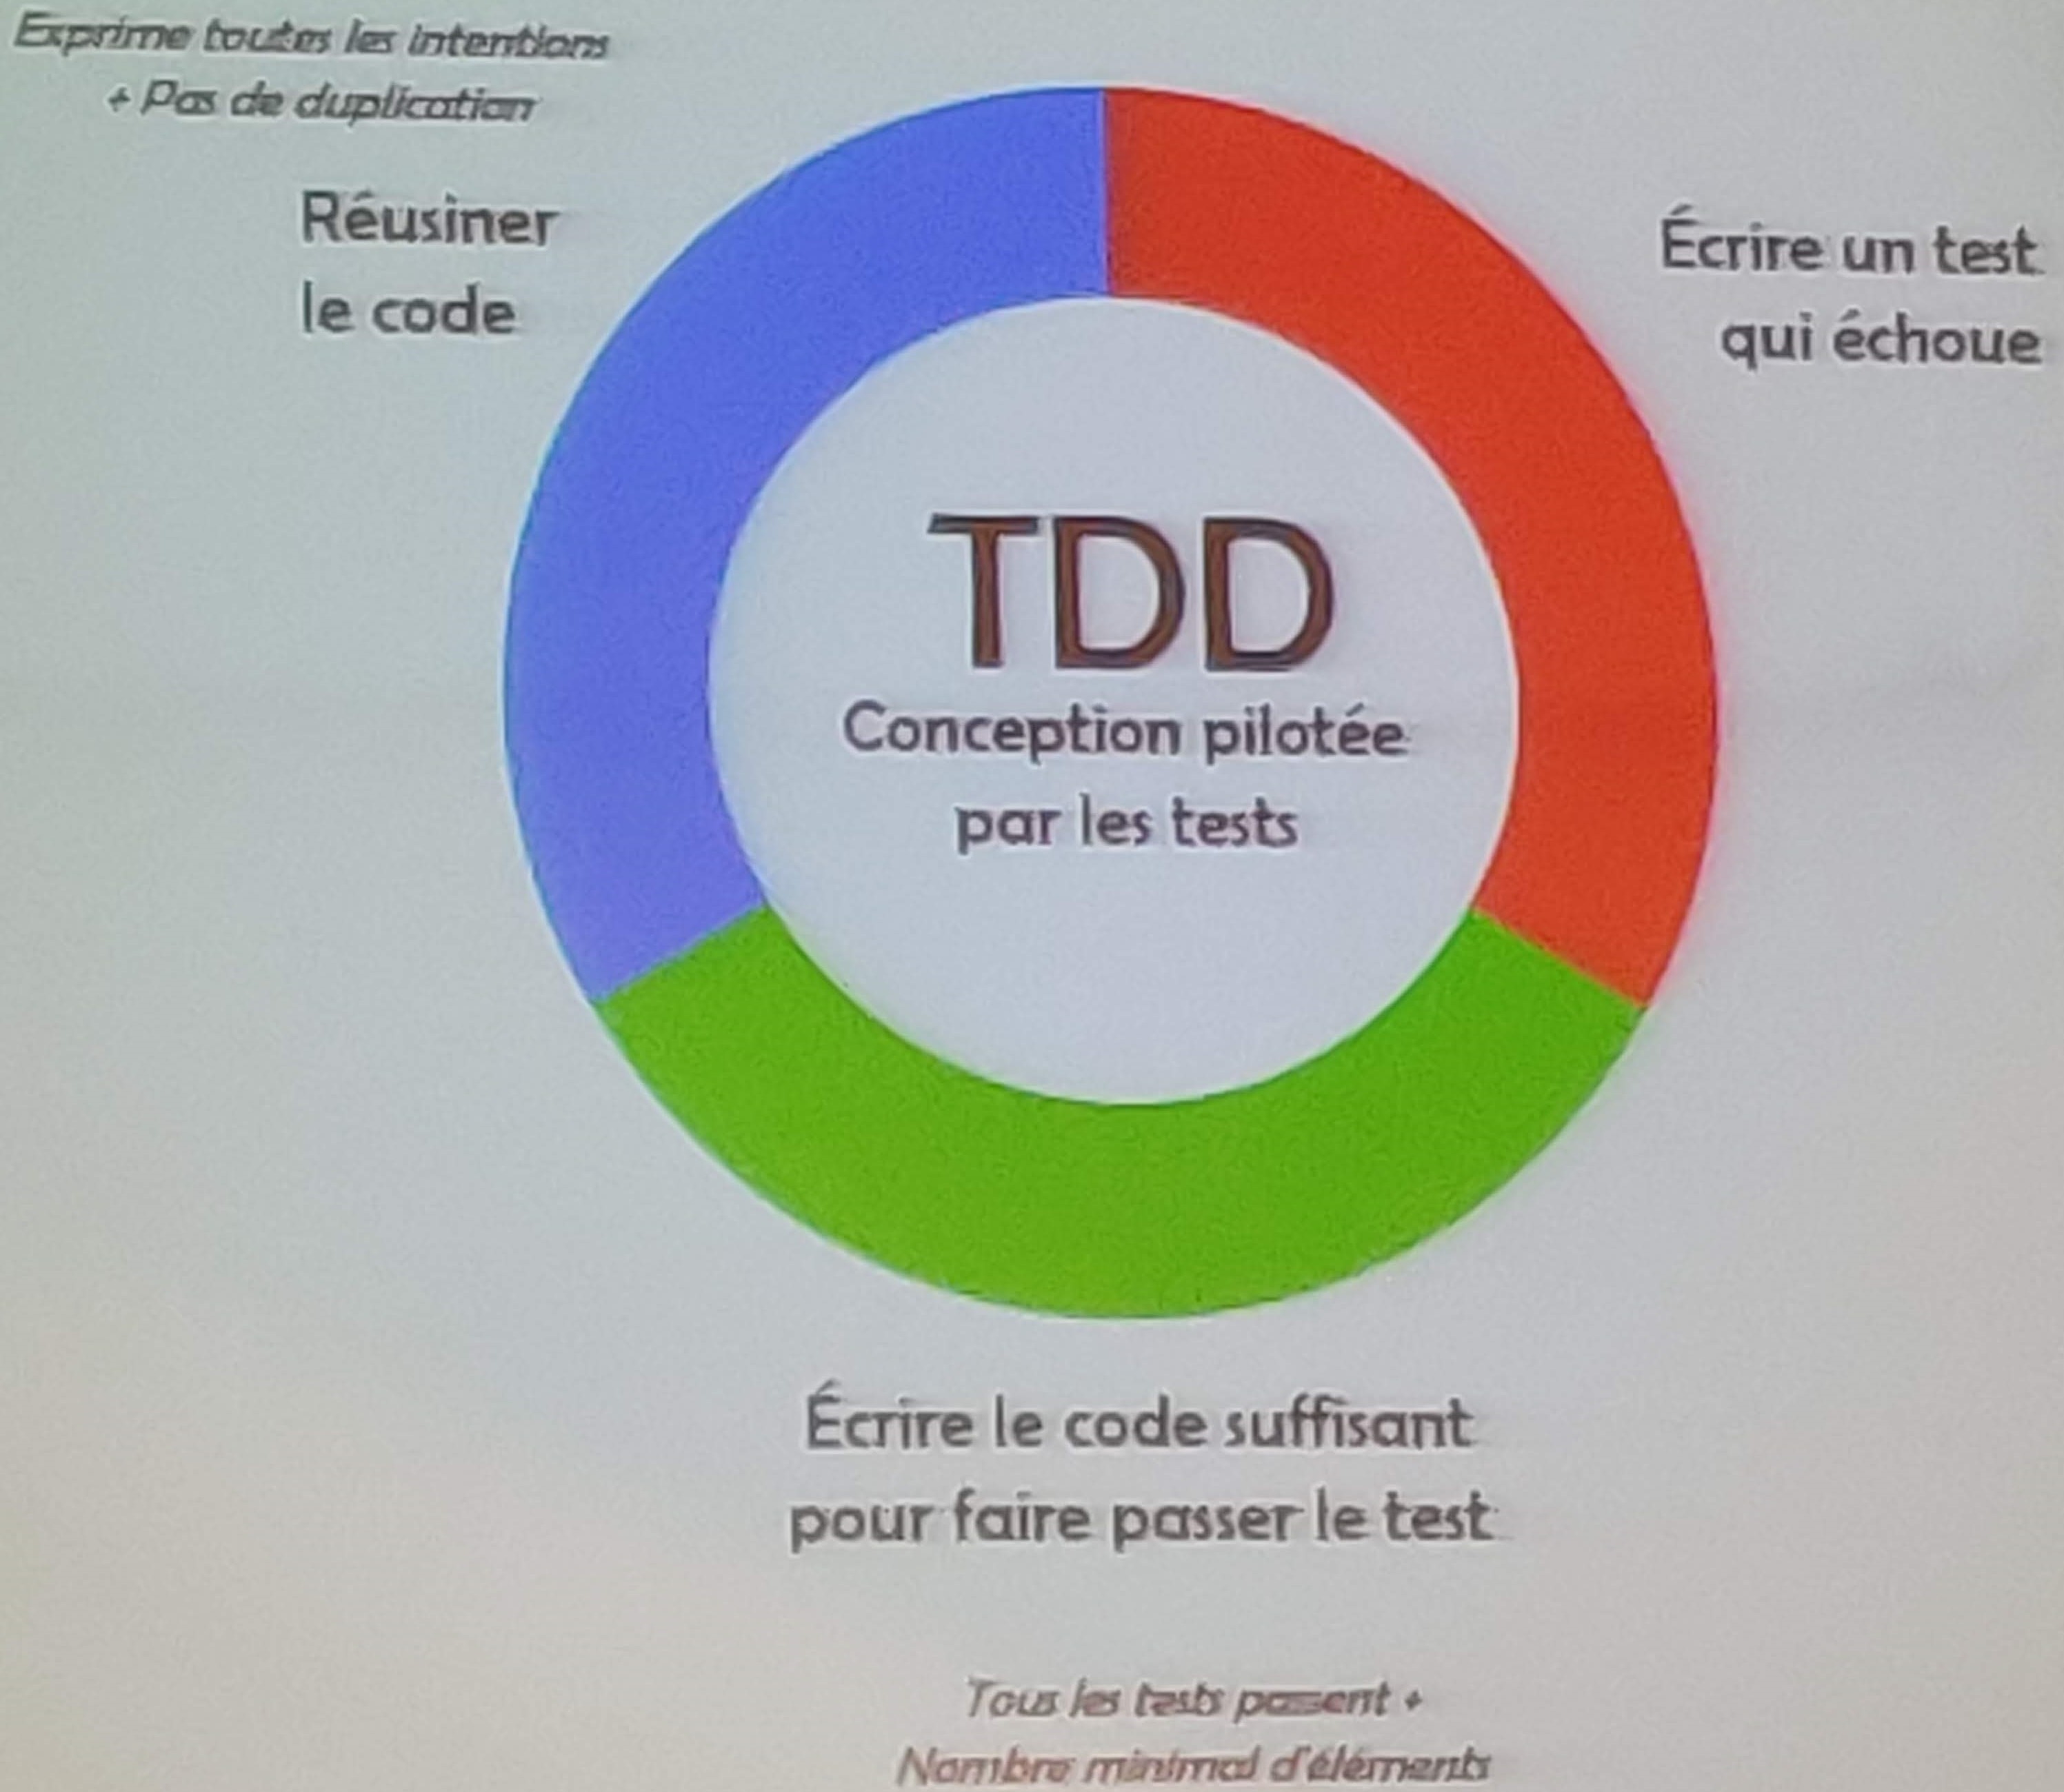 Exprime toutes les intentions
+ Pas de duplication
Réusiner
le code
Écrire un test
qui échoue
TDD
Conception pilotée
par les tests
Écrire le code suffisant
pour faire passer le test
Tous les tests passent +
Nombre minimal d'éléments